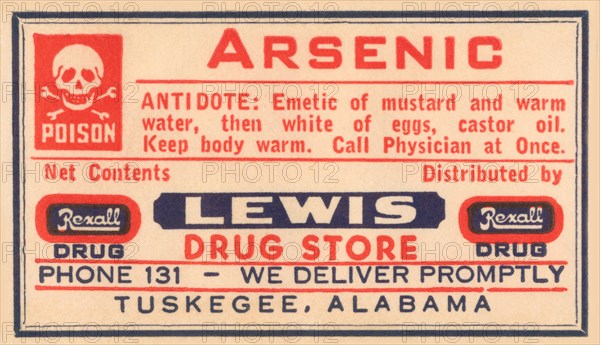 ARSENIC
POISON
ANTIDOTE: Emetic of mustard and warm
water, then white of eggs, castor oil.
Keep body warm. Call Physician at Once.
Net Contents Distributed by
Rexall LEWIS Rexall
DRUG DRUG STORE DRUG
PHONE 131 – WE DELIVER PROMPTLY
TUSKEGEE, ALABAMA
PHOTO12